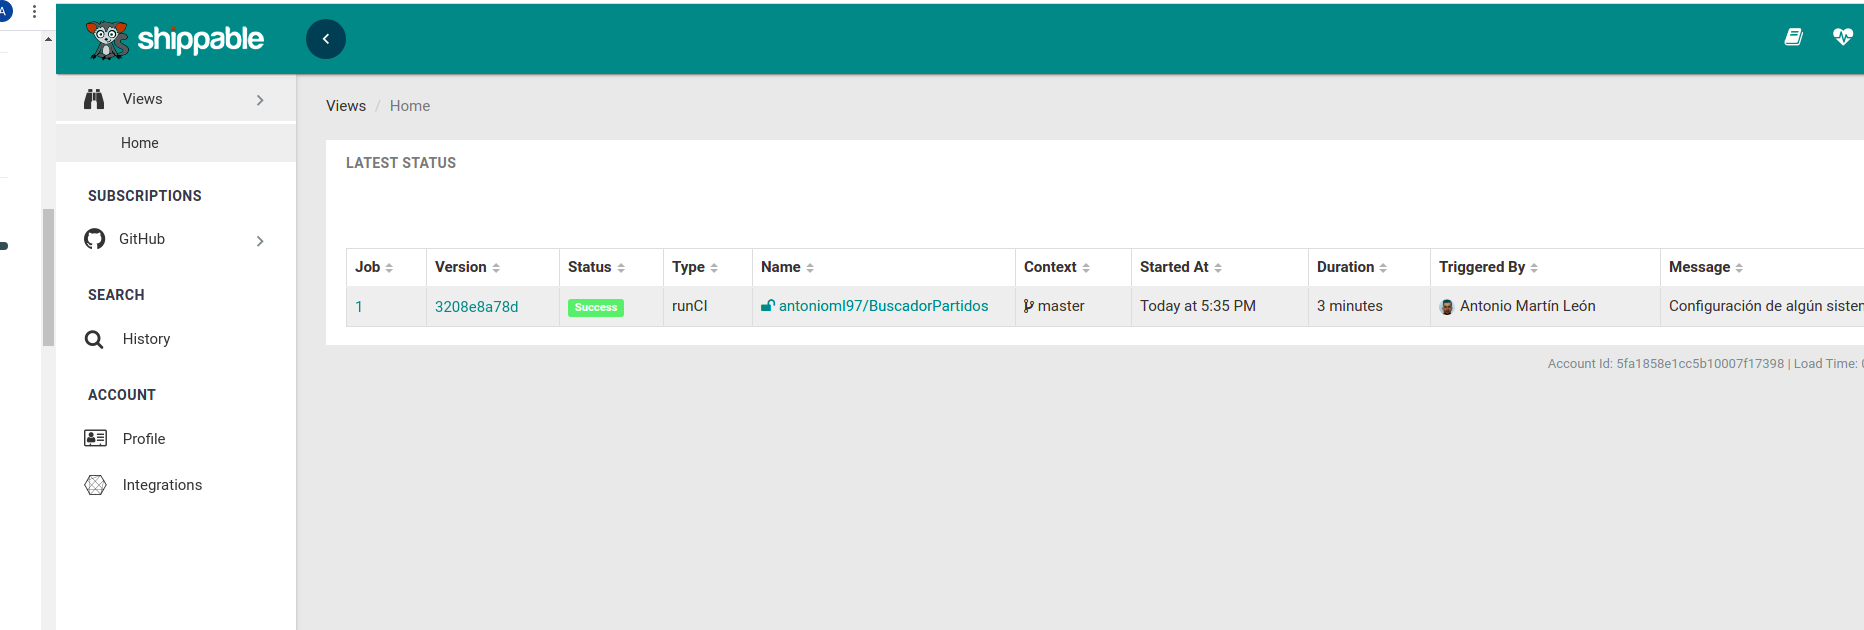 A
shippable
Views
Home
SUBSCRIPTIONS
GitHub
SEARCH
History
ACCOUNT
Profile
Integrations
Views / Home
LATEST STATUS
Job Version Status Type Name Context Started At Duration Triggered By Message
1 3208e8a78d Success runCI antonioml97/BuscadorPartidos master Today at 5:35 PM 3 minutes Antonio Martín León Configuración de algún sister
Account Id: 5fa1858e1cc5b10007f17398 | Load Time: